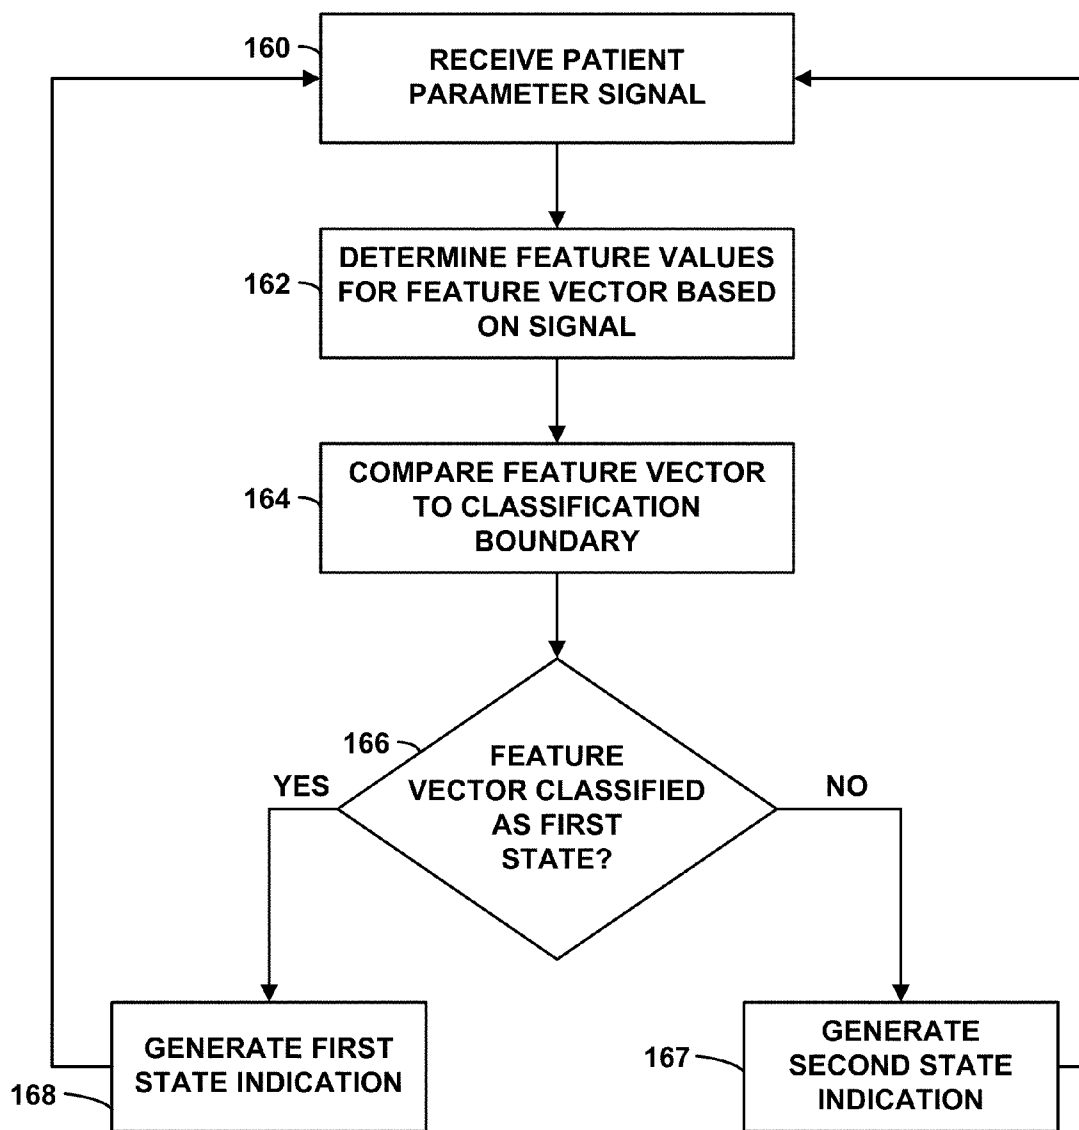 160
RECEIVE PATIENT
PARAMETER SIGNAL
162
DETERMINE FEATURE VALUES
FOR FEATURE VECTOR BASED
ON SIGNAL
164
COMPARE FEATURE VECTOR
TO CLASSIFICATION
BOUNDARY
166
FEATURE
VECTOR CLASSIFIED
AS FIRST
STATE?
YES
NO
GENERATE FIRST
STATE INDICATION
168
167
GENERATE
SECOND STATE
INDICATION